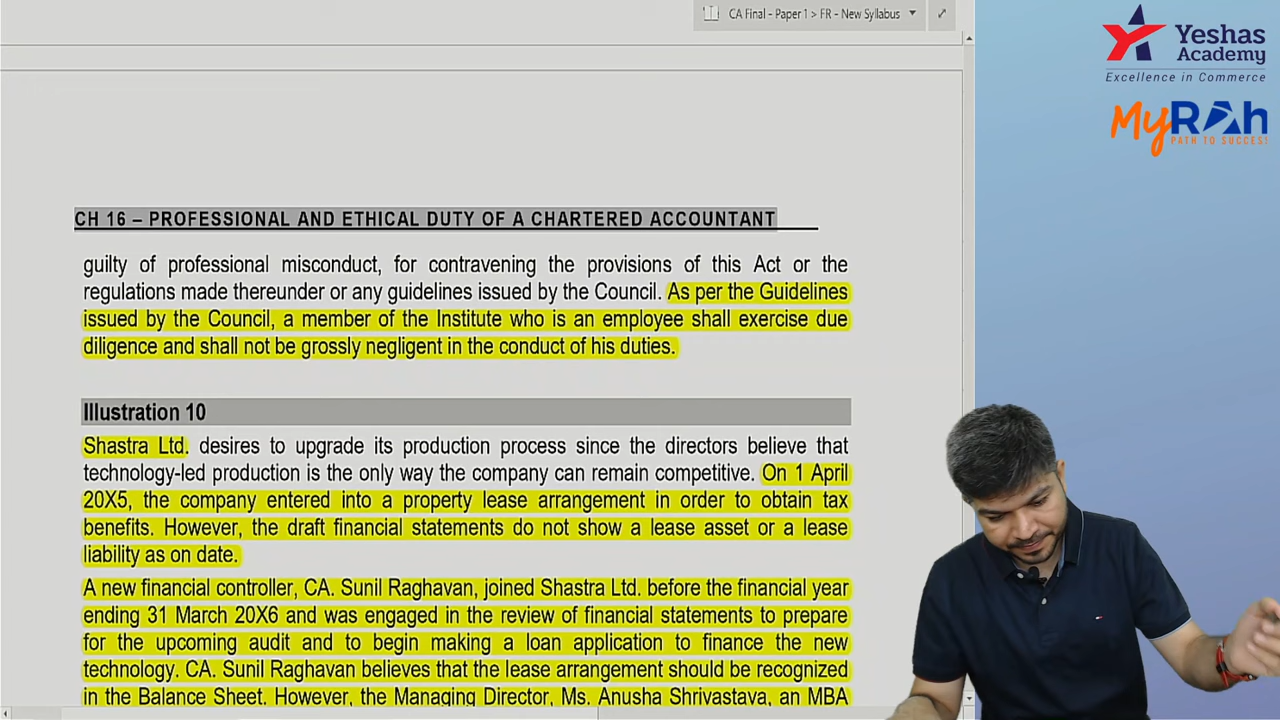 CA Final - Paper 1 > FR - New Syllabus
Yeshas
Academy
Excellence in Commerce
MyRAh
PATH TO SUCCESS
CH 16 – PROFESSIONAL AND ETHICAL DUTY OF A CHARTERED ACCOUNTANT
guilty of professional misconduct, for contravening the provisions of this Act or the
regulations made thereunder or any guidelines issued by the Council. As per the Guidelines
issued by the Council, a member of the Institute who is an employee shall exercise due
diligence and shall not be grossly negligent in the conduct of his duties.
Illustration 10
Shastra Ltd. desires to upgrade its production process since the directors believe that
technology-led production is the only way the company can remain competitive. On 1 April
20X5, the company entered into a property lease arrangement in order to obtain tax
benefits. However, the draft financial statements do not show a lease asset or a lease
liability as on date.
A new financial controller, CA. Sunil Raghavan, joined Shastra Ltd. before the financial year
ending 31 March 20X6 and was engaged in the review of financial statements to prepare
for the upcoming audit and to begin making a loan application to finance the new
technology. CA. Sunil Raghavan believes that the lease arrangement should be recognized
in the Balance Sheet. However, the Managing Director, Ms. Anusha Shrivastava, an MBA